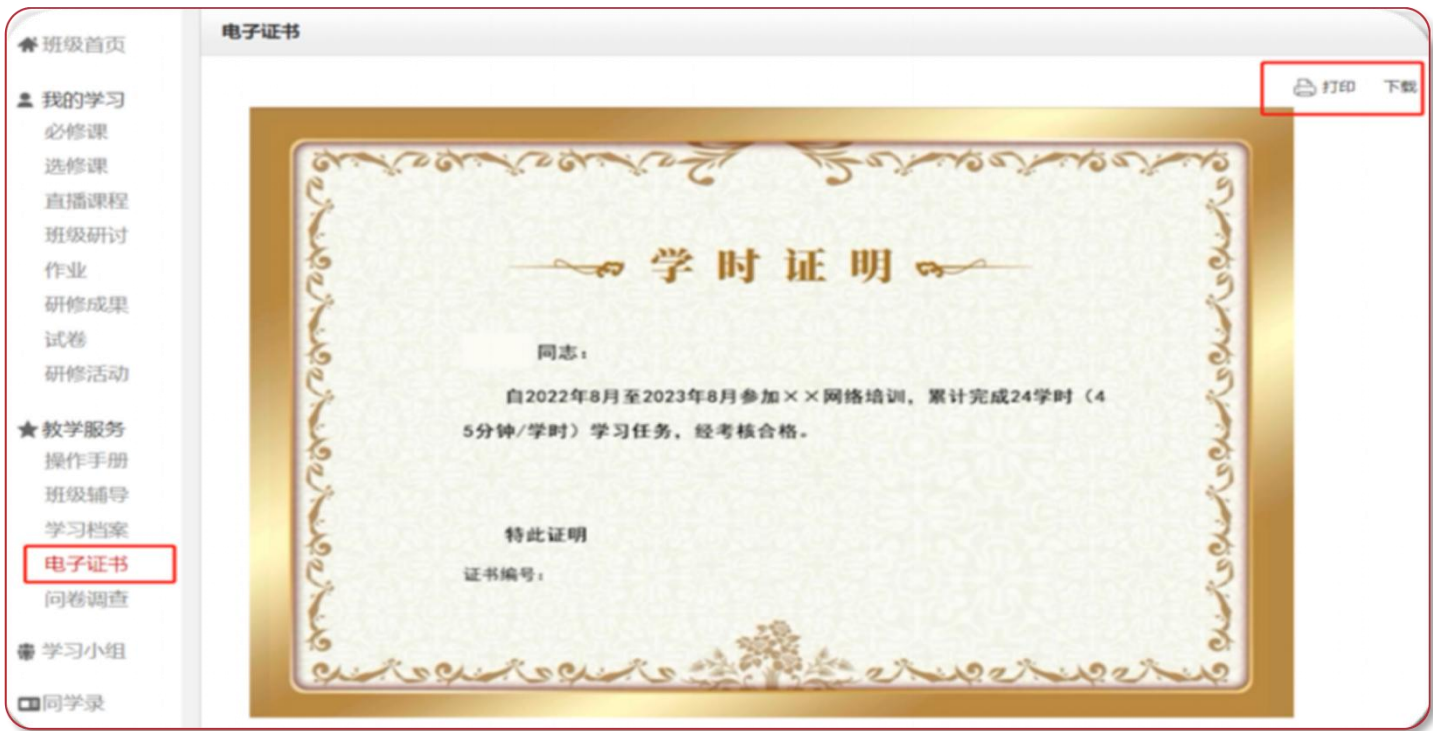 班级首页
我的学习
必修课
选修课
直播课程
班级研讨
作业
研修成果
试卷
研修活动
教学服务
操作手册
班级辅导
学习档案
电子证书
问卷调查
学习小组
同学录
电子证书
打印 下载
学时证明
同志：
自2022年8月至2023年8月参加××网络培训，累计完成24学时（4
5分钟/学时）学习任务，经考核合格。
特此证明
证书编号：